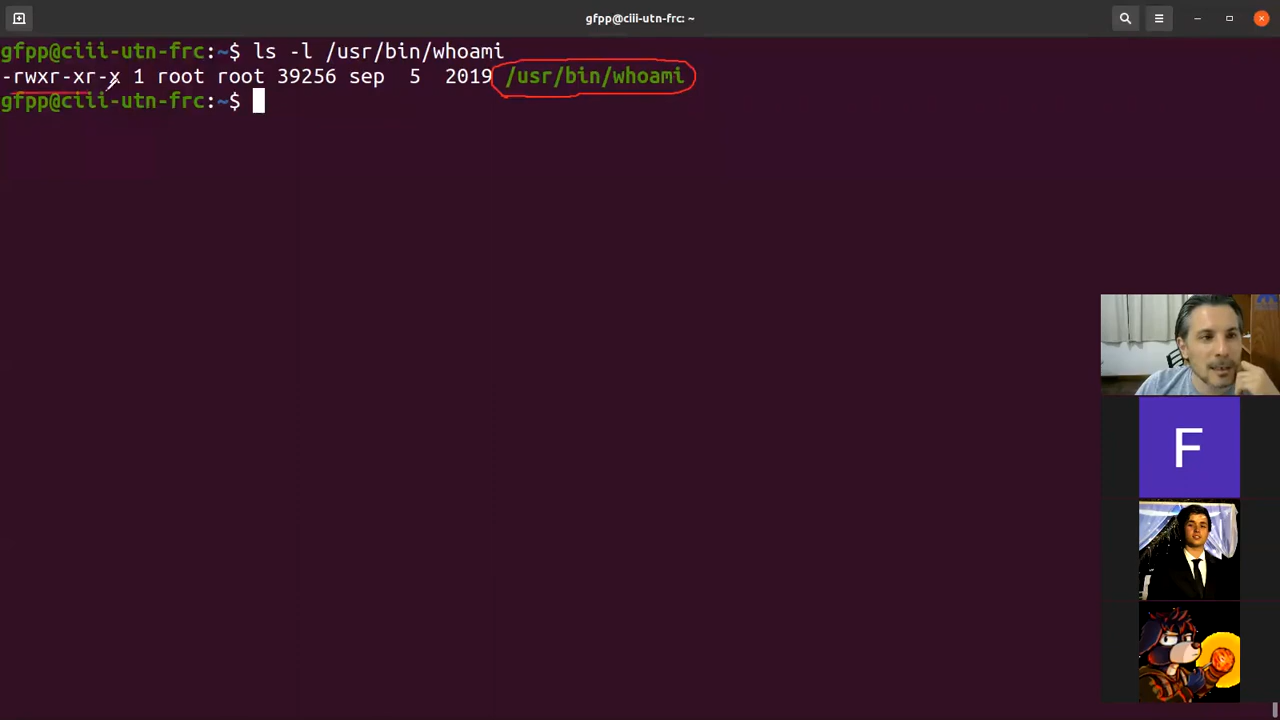 gfpp@ciii-utn-frc: ~
gfpp@ciii-utn-frc:~$ ls -l /usr/bin/whoami
-rwxr-xr-x 1 root root 39256 sep  5  2019 /usr/bin/whoami
gfpp@ciii-utn-frc:~$
F